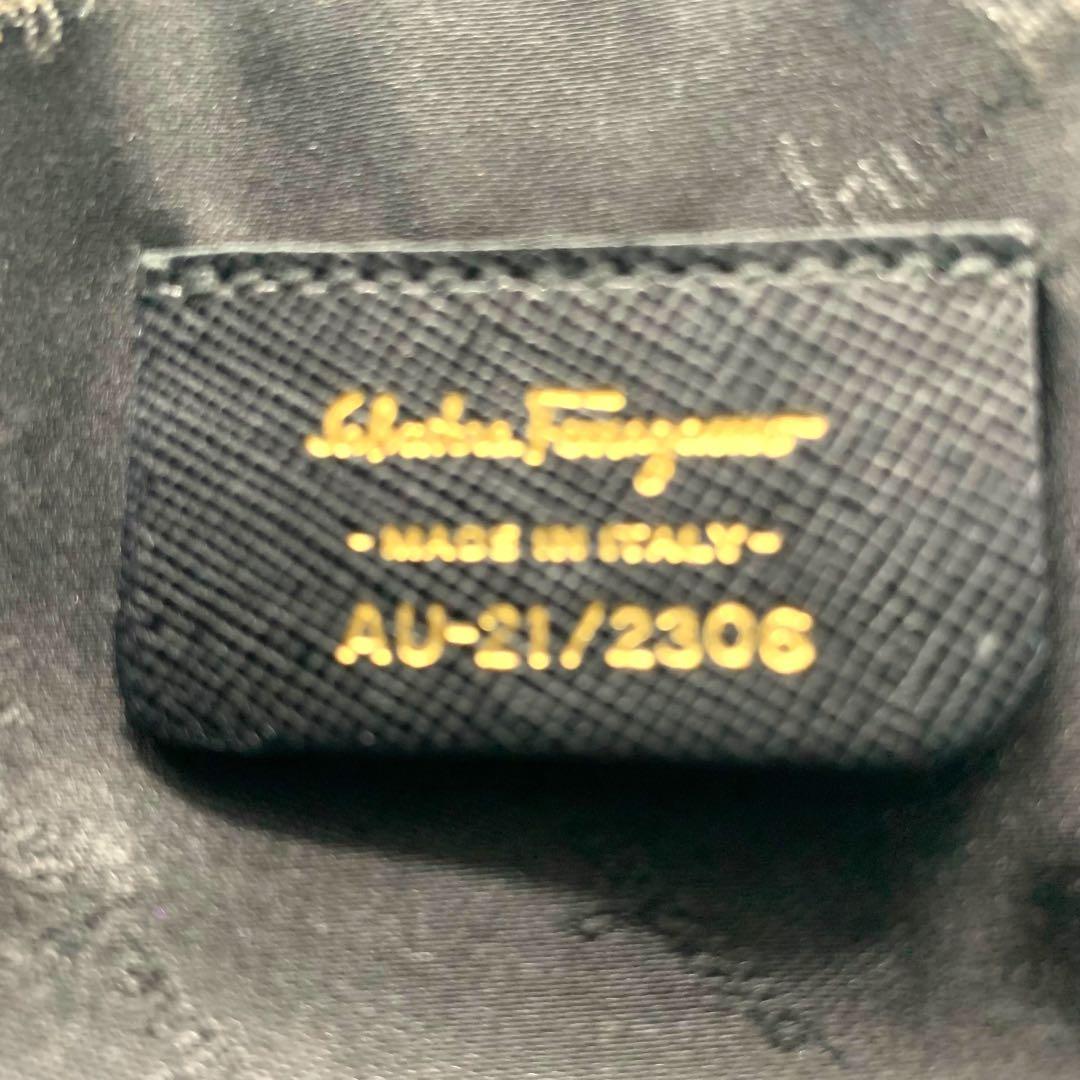 Salvatore Ferragamo
-MADE IN ITALY-
AU-21/2306